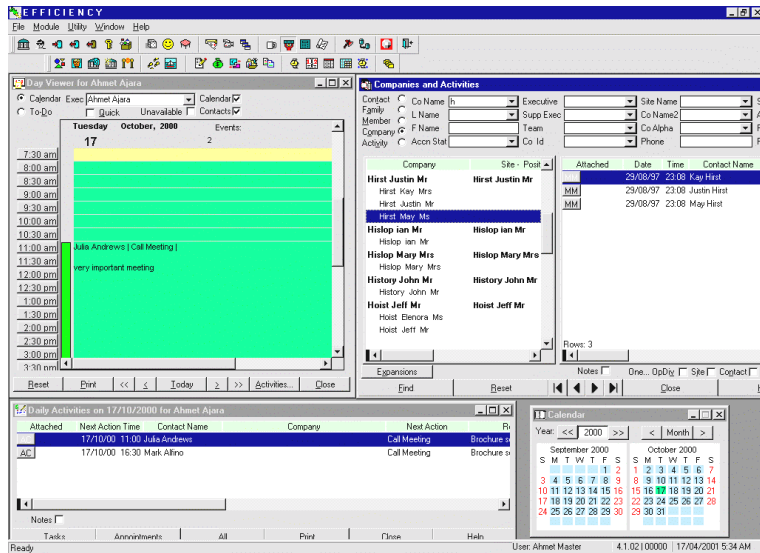 EFFICIENCY
File Module Utility Window Help
Day Viewer for Ahmet Ajara
Calendar Exec Ahmet Ajara Calendar
To-Do Quick Unavailable Contacts
Tuesday October, 2000 Events:
17 2
7:30 am
8:00 am
8:30 am
9:00 am
9:30 am
10:00 am
10:30 am
11:00 am Julia Andrews | Call Meeting |
11:30 am
very important meeting
12:00 pm
12:30 pm
1:00 pm
1:30 pm
2:00 pm
2:30 pm
3:00 pm
3:30 pm
Reset Print << < Today > >> Activities... Close
Companies and Activities
Contact Co Name h Executive Site Name S
Family L Name Supp Exec Co Name2
Member F Name Team Co Alpha
Company Accn Stat Co Id Phone
Activity
Company Site - Posit
Hirst Justin Mr Hirst Justin Mr
Hirst Kay Mrs
Hirst Justin Mr
Hirst May Ms
Hislop ian Mr Hislop ian Mr
Hislop ian Mr
Hislop Mary Mrs Hislop Mary Mrs
Hislop Mary Mrs
History John Mr History John Mr
History John Mr
Hoist Jeff Mr Hoist Jeff Mr
Hoist Elenora Ms
Hoist Jeff Mr
Attached Date Time Contact Name
MM 29/08/97 23:08 Kay Hirst
MM 29/08/97 23:08 Justin Hirst
MM 29/08/97 23:08 May Hirst
Rows: 3
Expansions Notes One... OpDiv Site Contact
Find Reset Close
Daily Activities on 17/10/2000 for Ahmet Ajara
Attached Next Action Time Contact Name Company Next Action
AC 17/10/00 11:00 Julia Andrews Call Meeting Brochure s
AC 17/10/00 16:30 Mark Alfino Call Meeting Brochure s
Notes
Tasks Appointments All Print Close Help
Calendar
Year: << 2000 >> < Month >
September 2000 October 2000
S M T W T F S S M T W T F S
1 2 1 2 3 4 5 6 7
3 4 5 6 7 8 9 8 9 10 11 12 13 14
10 11 12 13 14 15 16 15 16 17 18 19 20 21
17 18 19 20 21 22 23 22 23 24 25 26 27 28
24 25 26 27 28 29 30 29 30 31
Ready User: Ahmet Master 4.1.02 | 00000 17/04/2001 5:34 AM